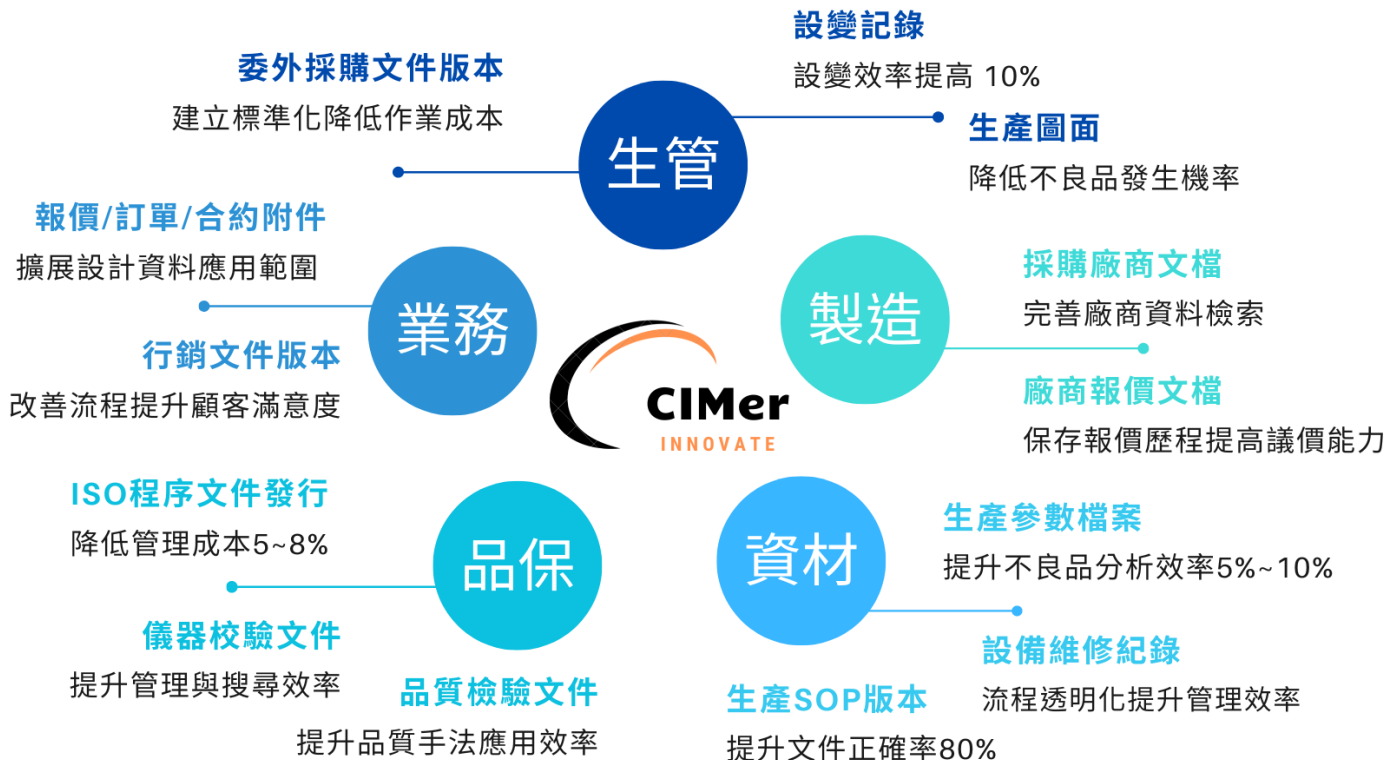 生管
委外採購文件版本
建立標準化降低作業成本
設變記錄
設變效率提高 10%
生產圖面
降低不良品發生機率
業務
報價/訂單/合約附件
擴展設計資料應用範圍
行銷文件版本
改善流程提升顧客滿意度
CIMer
INNOVATE
製造
採購廠商文檔
完善廠商資料檢索
廠商報價文檔
保存報價歷程提高議價能力
品保
ISO程序文件發行
降低管理成本5~8%
儀器校驗文件
提升管理與搜尋效率
品質檢驗文件
提升品質手法應用效率
資材
生產參數檔案
提升不良品分析效率5%~10%
設備維修紀錄
流程透明化提升管理效率
生產SOP版本
提升文件正確率80%